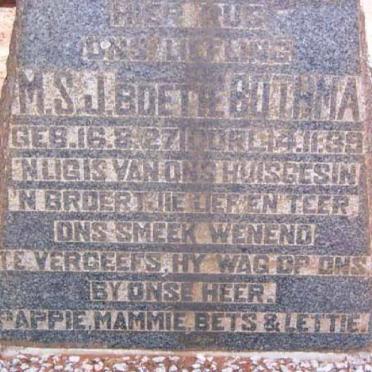 HIER RUS
ONS LIEFLING
M.S.J. BOETIE BOTHMA
GEB. 16.8.27 OORL. 14.11.39
'N LIG IS VAN ONS HUISGESIN
'N BROERTJIE LIEF EN TEER,
ONS SMEEK WENEND
TE VERGEEFS, HY WAG OP ONS
BY ONSE HEER.
PAPPIE, MAMMIE, BETS & LETTIE.